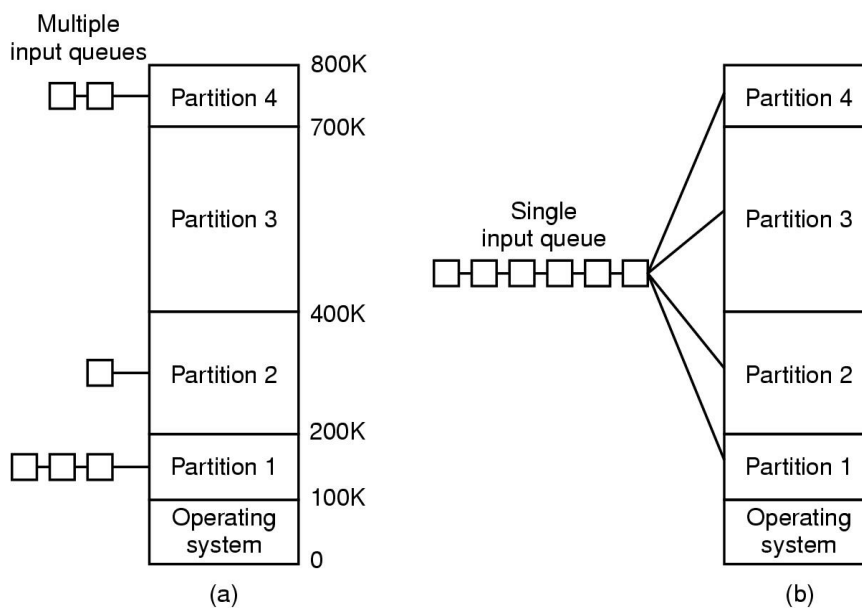 Multiple
input queues
800K
Partition 4
700K
Partition 3
400K
Partition 2
200K
Partition 1
100K
Operating
system
0
(a)
Single
input queue
Partition 4
Partition 3
Partition 2
Partition 1
Operating
system
(b)